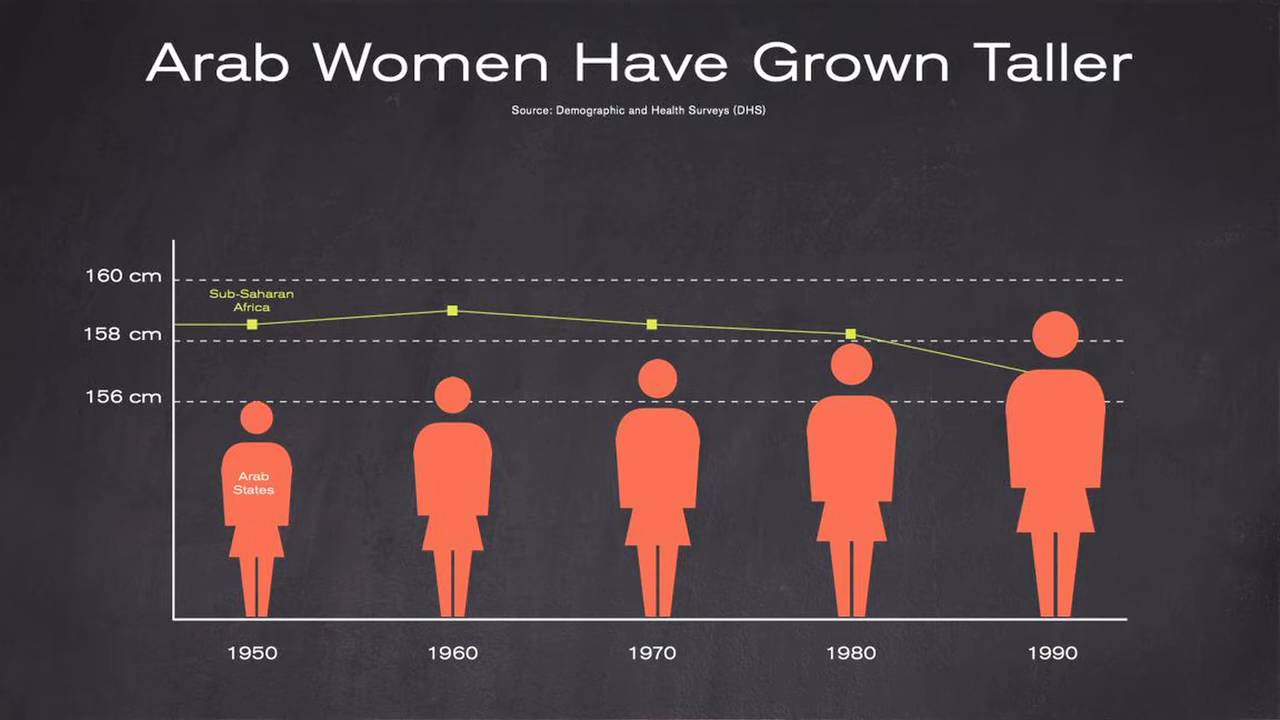 Arab Women Have Grown Taller
Source: Demographic and Health Surveys (DHS)
160 cm
Sub-Saharan
Africa
158 cm
156 cm
Arab
States
1950
1960
1970
1980
1990